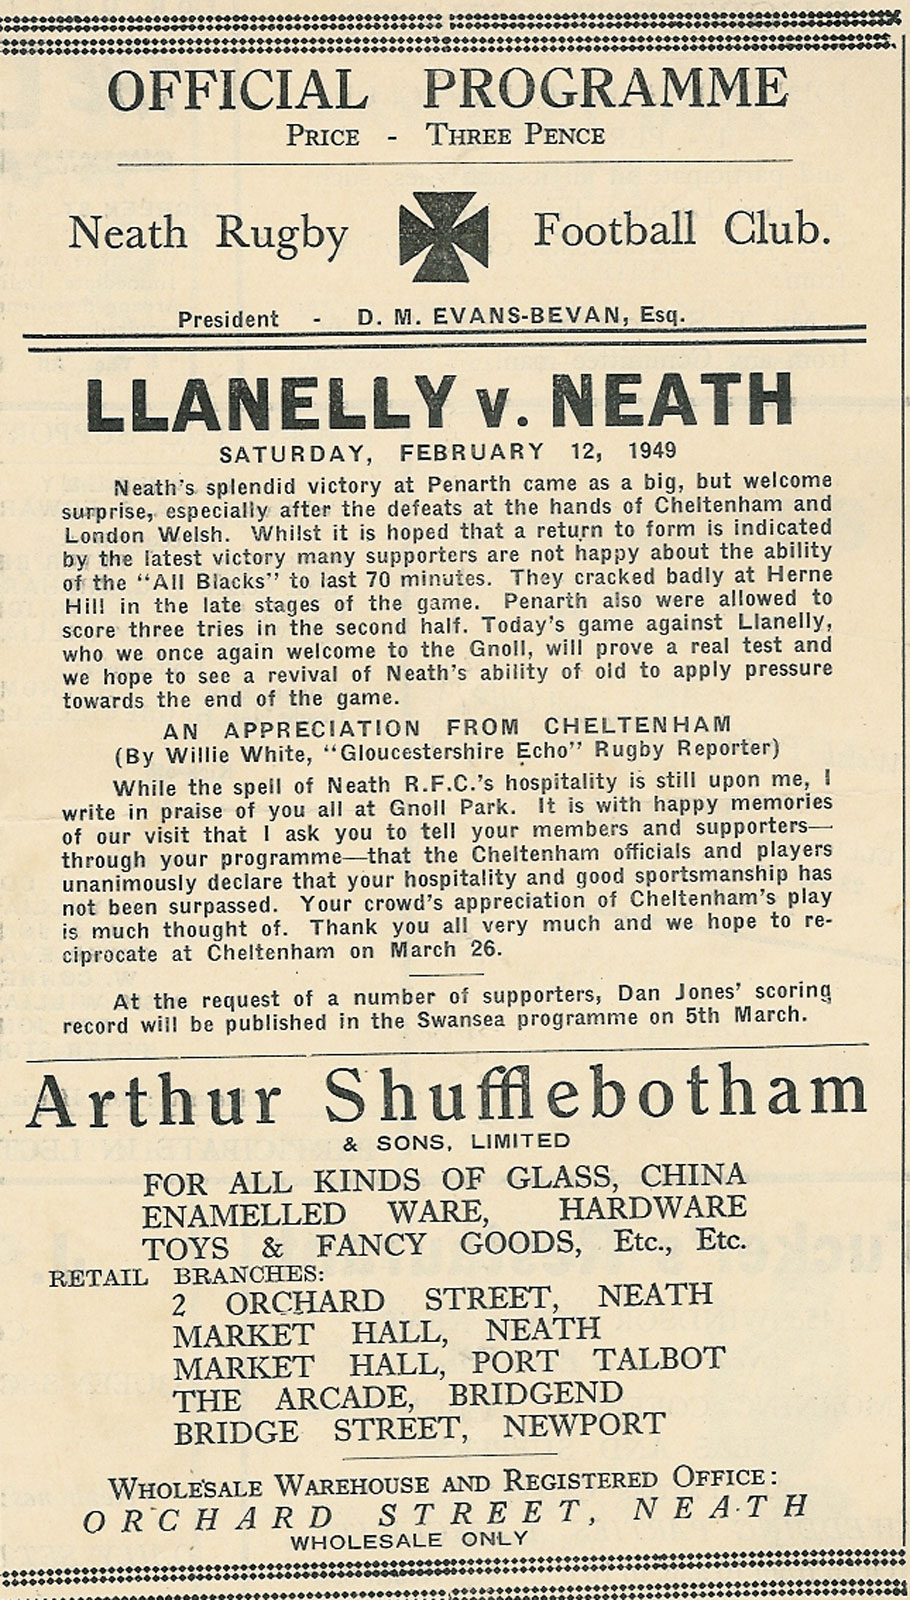 OFFICIAL PROGRAMME
PRICE - THREE PENCE
Neath Rugby Football Club.
President - D. M. EVANS-BEVAN, Esq.
LLANELLY v. NEATH
SATURDAY, FEBRUARY 12, 1949
Neath's splendid victory at Penarth came as a big, but welcome
surprise, especially after the defeats at the hands of Cheltenham and
London Welsh. Whilst it is hoped that a return to form is indicated
by the latest victory many supporters are not happy about the ability
of the "All Blacks" to last 70 minutes. They cracked badly at Herne
Hill in the late stages of the game. Penarth also were allowed to
score three tries in the second half. Today's game against Llanelly,
who we once again welcome to the Gnoll, will prove a real test and
we hope to see a revival of Neath's ability of old to apply pressure
towards the end of the game.
AN APPRECIATION FROM CHELTENHAM
(By Willie White, "Gloucestershire Echo" Rugby Reporter)
While the spell of Neath R.F.C.'s hospitality is still upon me, I
write in praise of you all at Gnoll Park. It is with happy memories
of our visit that I ask you to tell your members and supporters—
through your programme—that the Cheltenham officials and players
unanimously declare that your hospitality and good sportsmanship has
not been surpassed. Your crowd's appreciation of Cheltenham's play
is much thought of. Thank you all very much and we hope to re-
ciprocate at Cheltenham on March 26.
At the request of a number of supporters, Dan Jones' scoring
record will be published in the Swansea programme on 5th March.
Arthur Shufflebotham
& SONS, LIMITED
FOR ALL KINDS OF GLASS, CHINA
ENAMELLED WARE, HARDWARE
TOYS & FANCY GOODS, Etc., Etc.
RETAIL BRANCHES:
2 ORCHARD STREET, NEATH
MARKET HALL, NEATH
MARKET HALL, PORT TALBOT
THE ARCADE, BRIDGEND
BRIDGE STREET, NEWPORT
WHOLESALE WAREHOUSE AND REGISTERED OFFICE:
ORCHARD STREET, NEATH
WHOLESALE ONLY